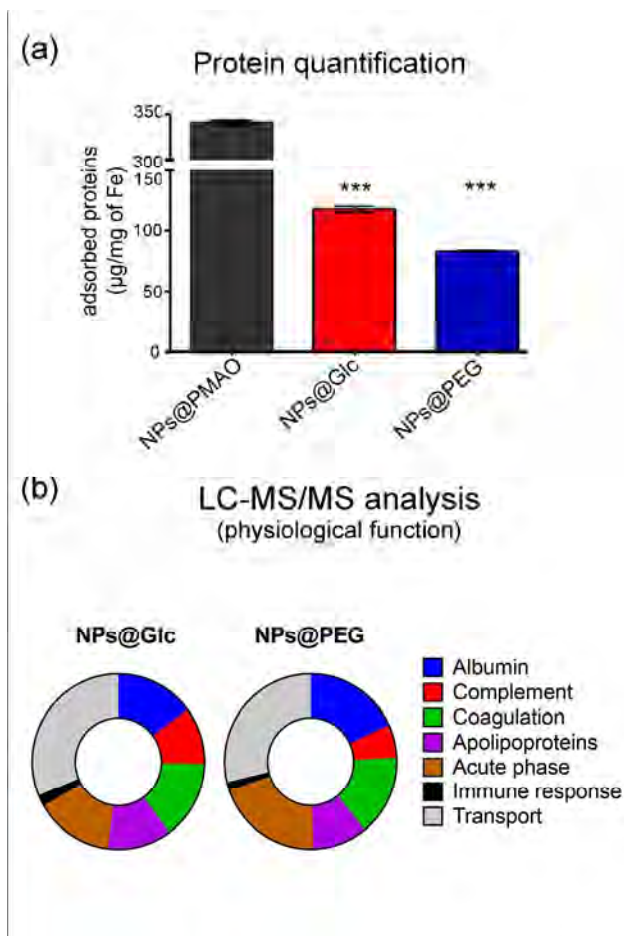 (a)
Protein quantification
adsorbed proteins
(µg/mg of Fe)
350
300
150
100
50
0
***
***
NPs@PMAO
NPs@Glc
NPs@PEG
(b)
LC-MS/MS analysis
(physiological function)
NPs@Glc
NPs@PEG
Albumin
Complement
Coagulation
Apolipoproteins
Acute phase
Immune response
Transport